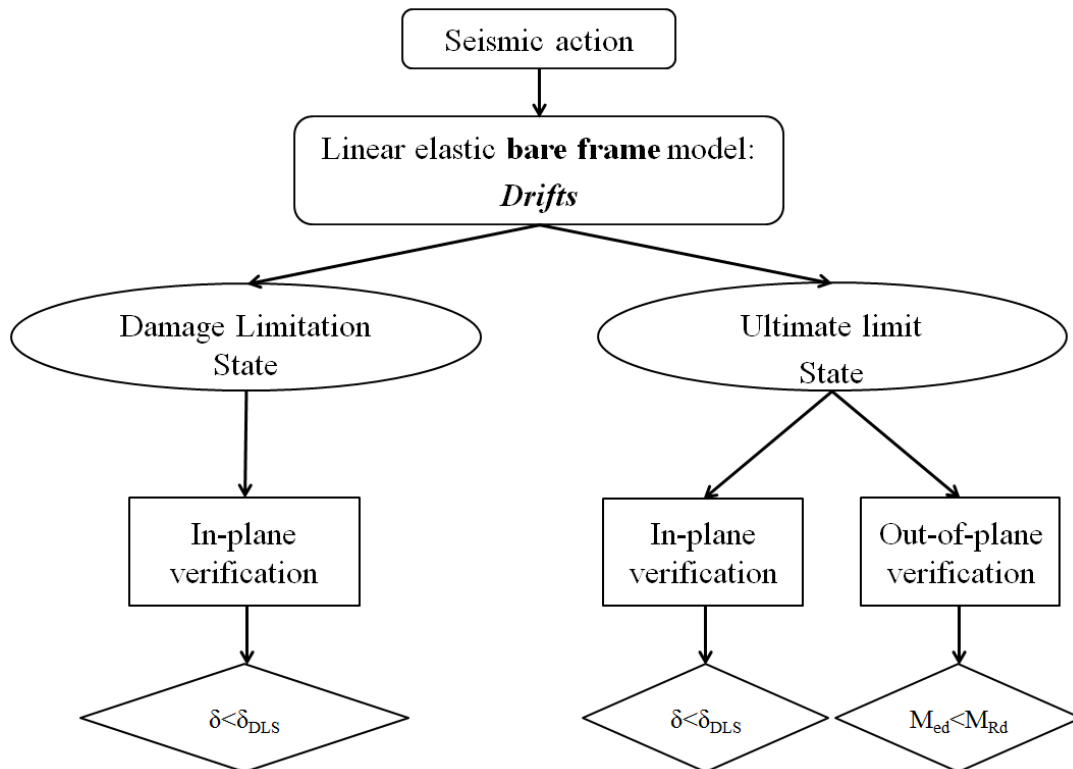 Seismic action
Linear elastic bare frame model:
Drifts
Damage Limitation
State
Ultimate limit
State
In-plane
verification
In-plane
verification
Out-of-plane
verification
δ<δDLS
δ<δDLS
Med<MRd